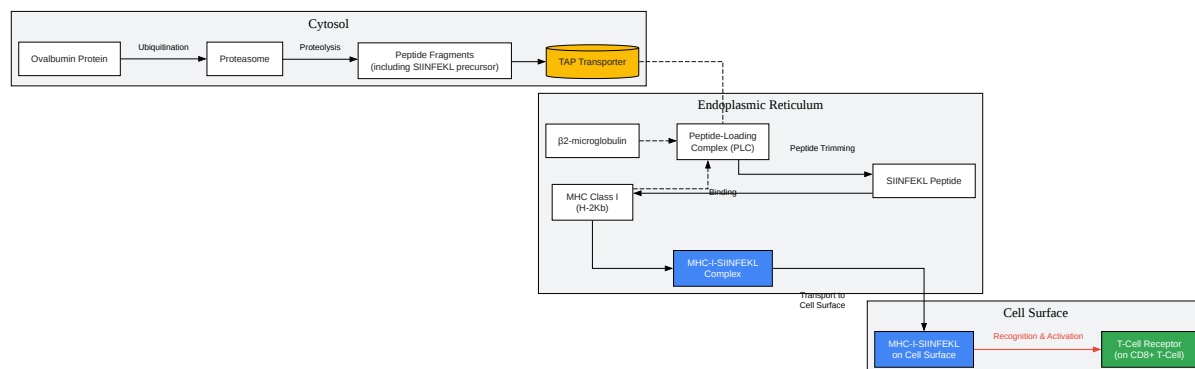 Cytosol
Ovalbumin Protein
Ubiquitination
Proteasome
Proteolysis
Peptide Fragments
(including SIINFEKL precursor)
TAP Transporter
Endoplasmic Reticulum
β2-microglobulin
Peptide-Loading
Complex (PLC)
Peptide Trimming
SIINFEKL Peptide
MHC Class I
(H-2Kb)
Binding
MHC-I-SIINFEKL
Complex
Transport to
Cell Surface
Cell Surface
MHC-I-SIINFEKL
on Cell Surface
Recognition & Activation
T-Cell Receptor
(on CD8+ T-Cell)